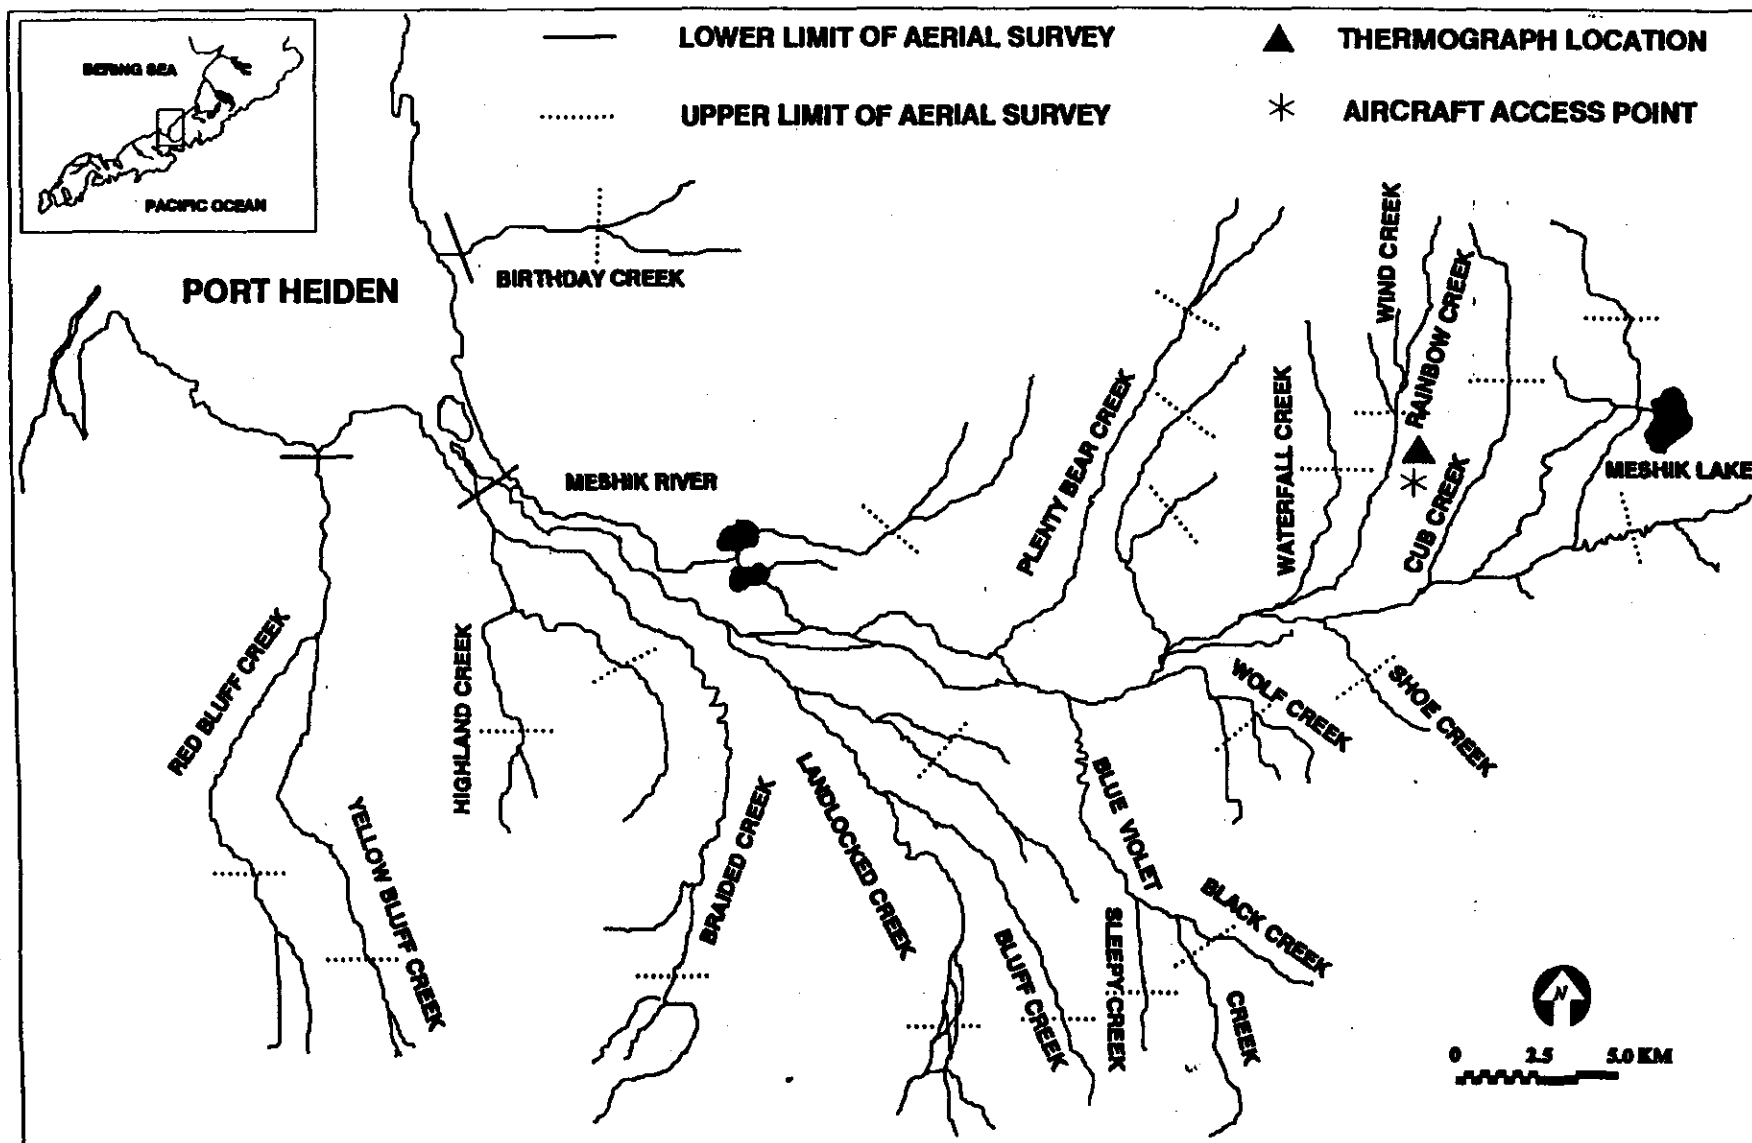 LOWER LIMIT OF AERIAL SURVEY
THERMOGRAPH LOCATION
BERING SEA
UPPER LIMIT OF AERIAL SURVEY
AIRCRAFT ACCESS POINT
PACIFIC OCEAN
BIRTHDAY CREEK
PORT HEIDEN
WIND CREEK
RAINBOW CREEK
PLENTY BEAR CREEK
WATERFALL CREEK
CUB CREEK
MESHIK LAKE
MESHIK RIVER
RED BLUFF CREEK
HIGHLAND CREEK
WOLF CREEK
SHOE CREEK
YELLOW BLUFF CREEK
BRAIDED CREEK
LANDLOCKED CREEK
BLUE VIOLET
CREEK
BLACK CREEK
BLUFF CREEK
SLEEPY CREEK
N
0 2.5 5.0 KM